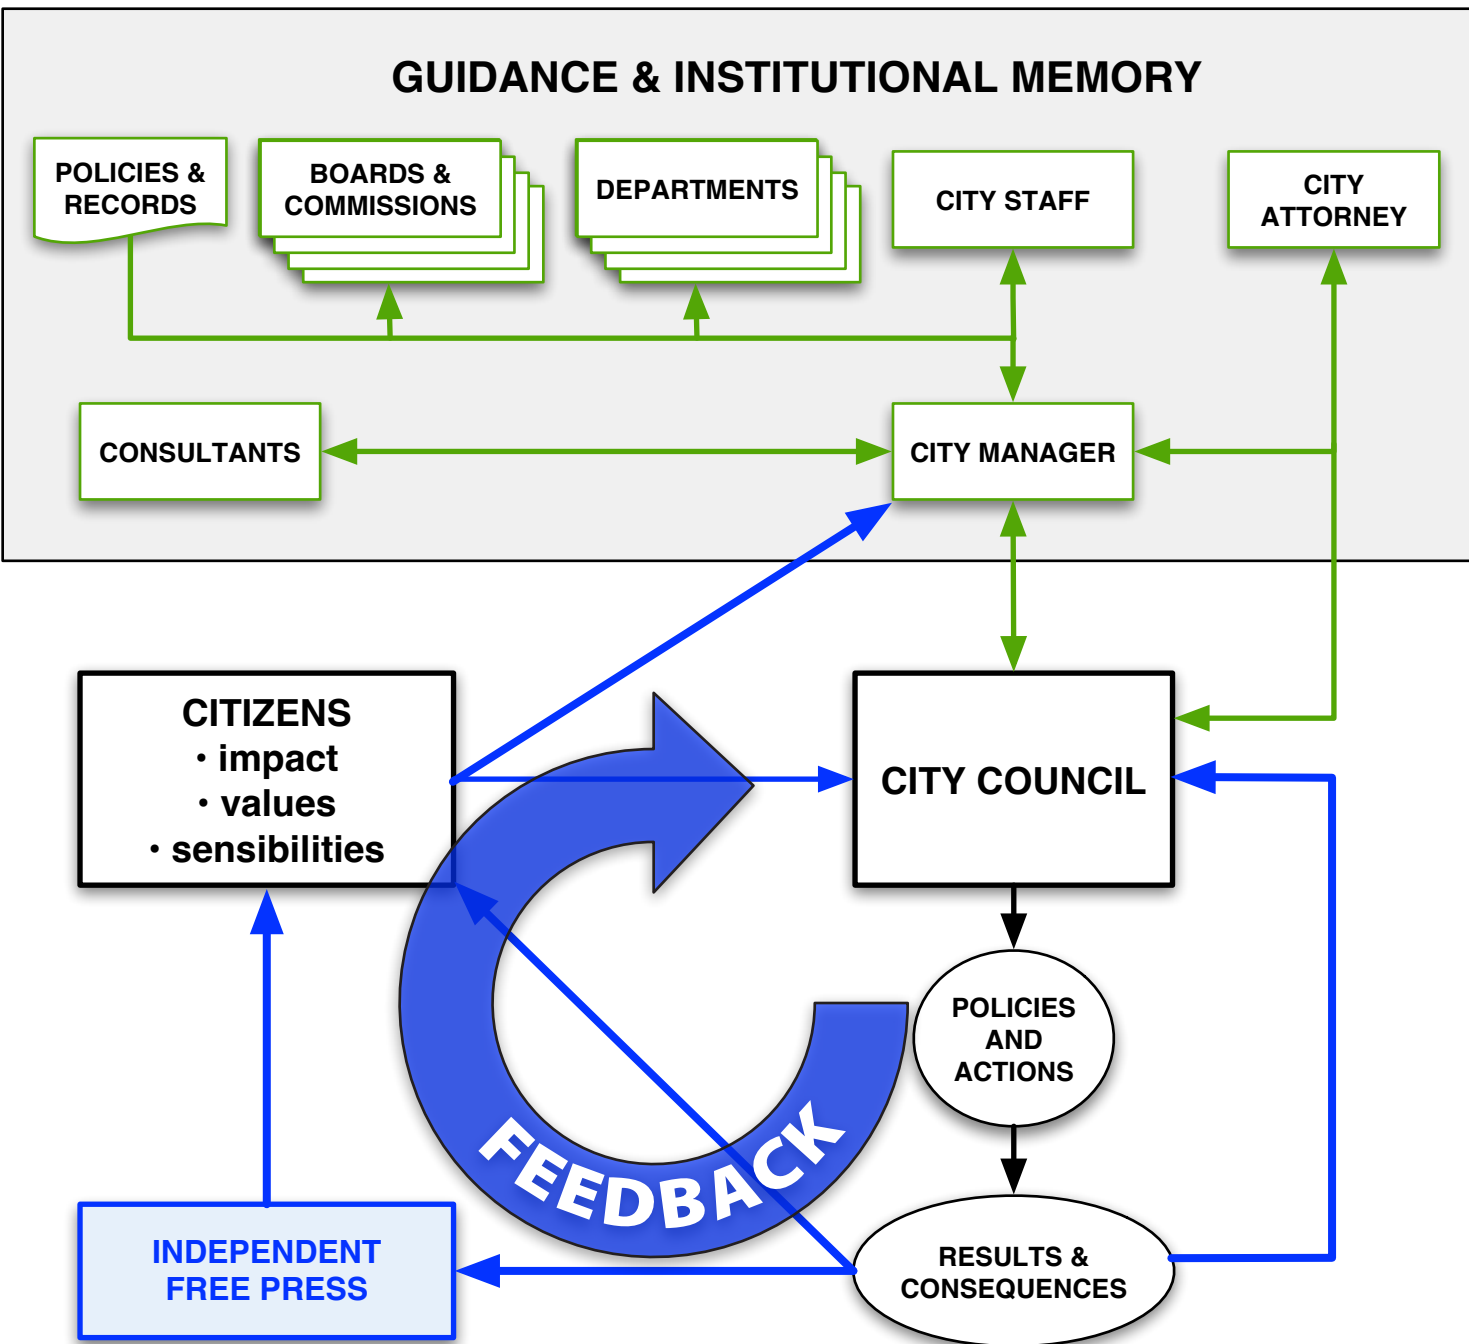 GUIDANCE & INSTITUTIONAL MEMORY
POLICIES &
RECORDS
BOARDS &
COMMISSIONS
DEPARTMENTS
CITY STAFF
CITY
ATTORNEY
CONSULTANTS
CITY MANAGER
CITIZENS
• impact
• values
• sensibilities
CITY COUNCIL
POLICIES
AND
ACTIONS
FEEDBACK
INDEPENDENT
FREE PRESS
RESULTS &
CONSEQUENCES